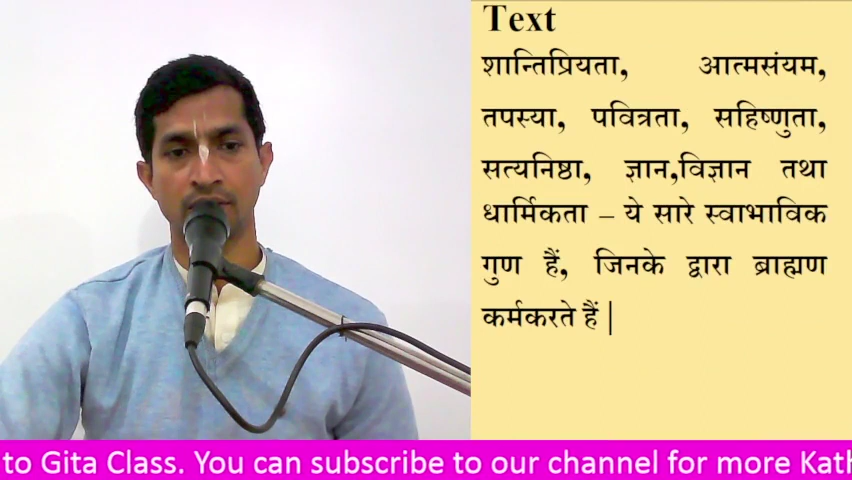 Text
शान्तिप्रियता, आत्मसंयम,
तपस्या, पवित्रता, सहिष्णुता,
सत्यनिष्ठा, ज्ञान,विज्ञान तथा
धार्मिकता – ये सारे स्वाभाविक
गुण हैं, जिनके द्वारा ब्राह्मण
कर्मकरते हैं |
to Gita Class. You can subscribe to our channel for more Kath